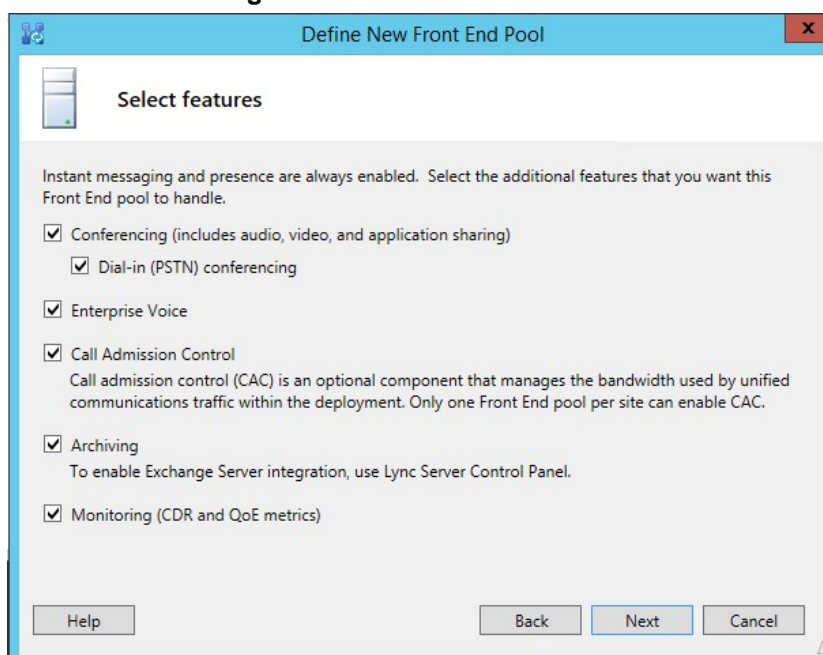 Define New Front End Pool
x
Select features
Instant messaging and presence are always enabled. Select the additional features that you want this
Front End pool to handle.
Conferencing (includes audio, video, and application sharing)
Dial-in (PSTN) conferencing
Enterprise Voice
Call Admission Control
Call admission control (CAC) is an optional component that manages the bandwidth used by unified
communications traffic within the deployment. Only one Front End pool per site can enable CAC.
Archiving
To enable Exchange Server integration, use Lync Server Control Panel.
Monitoring (CDR and QoE metrics)
Help Back Next Cancel